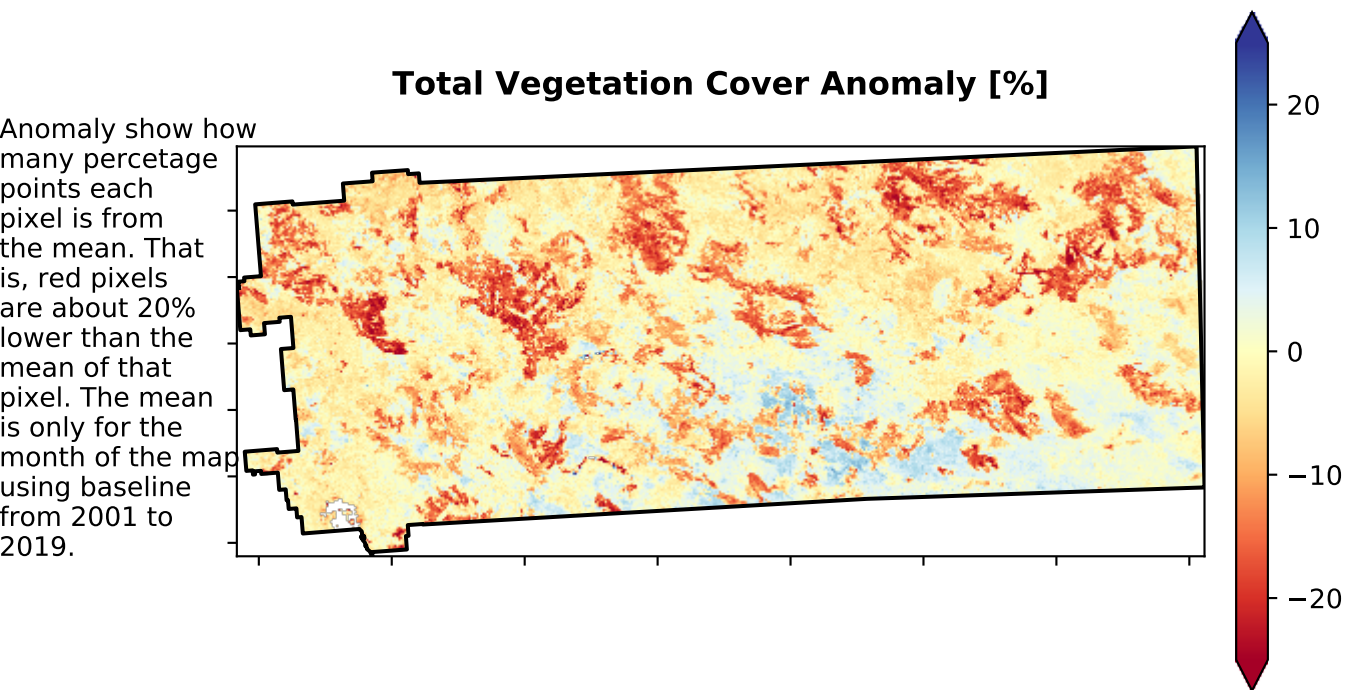 Total Vegetation Cover Anomaly [%]
Anomaly show how
many percetage
points each
pixel is from
the mean. That
is, red pixels
are about 20%
lower than the
mean of that
pixel. The mean
is only for the
month of the map
using baseline
from 2001 to
2019.
20
10
0
−10
−20